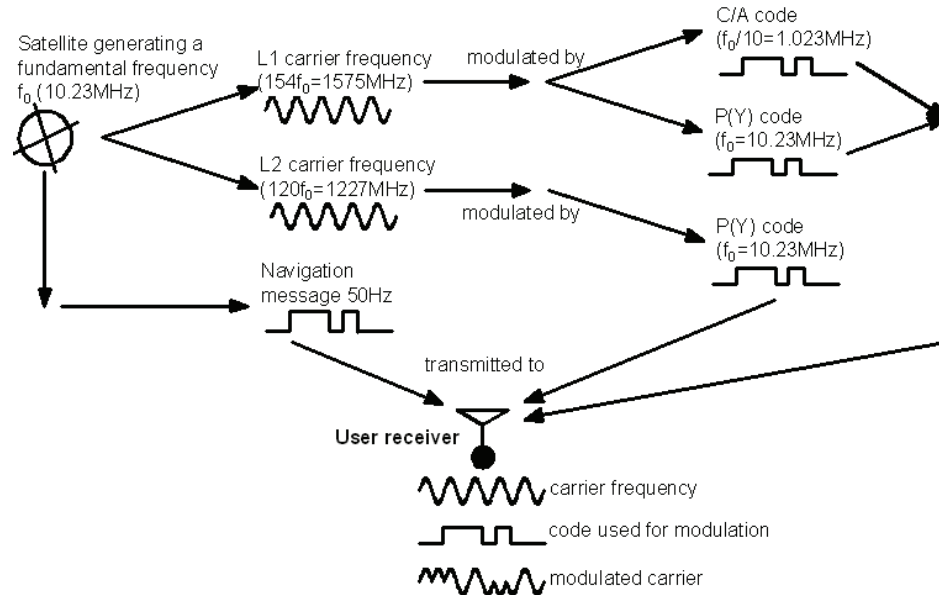 Satellite generating a
fundamental frequency
f₀ (10.23MHz)
L1 carrier frequency
(154f₀=1575MHz)
modulated by
C/A code
(f₀/10=1.023MHz)
P(Y) code
(f₀=10.23MHz)
L2 carrier frequency
(120f₀=1227MHz)
modulated by
P(Y) code
(f₀=10.23MHz)
Navigation
message 50Hz
transmitted to
User receiver
carrier frequency
code used for modulation
modulated carrier